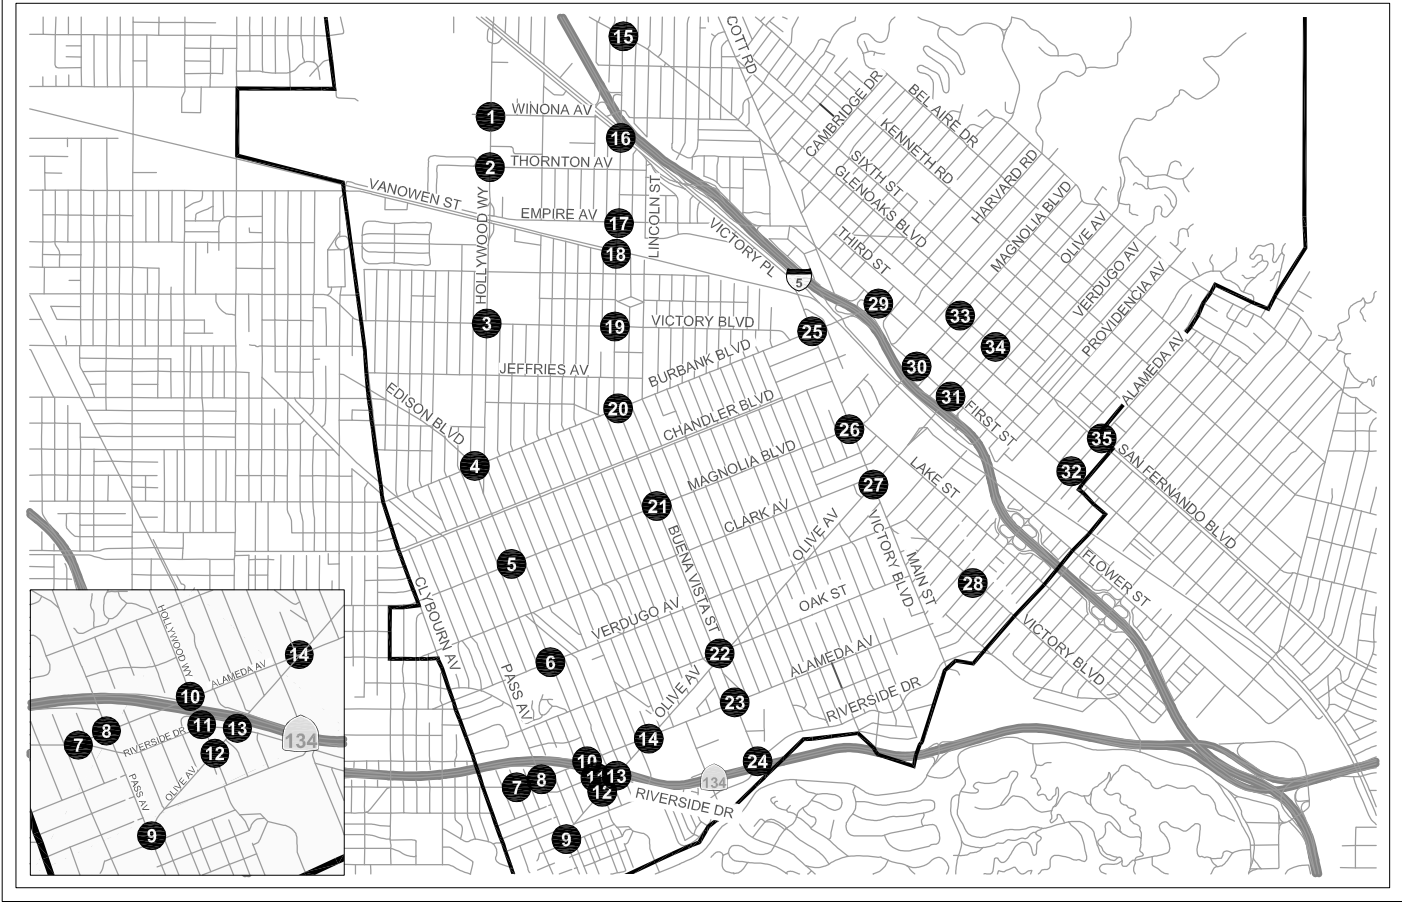 15
COTT RD
1
WINONA AV
16
CAMBRIDGE DR
BEL AIRE DR
KENNETH RD
2
THORNTON AV
SIXTH ST
GLENOAKS BLVD
HARVARD RD
MAGNOLIA BLVD
VANOWEN ST
HOLLYWOOD WY
EMPIRE AV
17
LINCOLN ST
18
VICTORY PL
THIRD ST
OLIVE AV
VERDUGO AV
PROVIDENCIA AV
5
29
3
19
VICTORY BLVD
25
33
34
JEFFRIES AV
BURBANK BLVD
30
ALAMEDA AV
EDISON BLVD
20
CHANDLER BLVD
31
FIRST ST
26
35
4
MAGNOLIA BLVD
LAKE ST
32
SAN FERNANDO BLVD
21
27
CLARK AV
OLIVE AV
VICTORY BLVD
5
BUENA VISTA ST
MAIN ST
28
FLOWER ST
CLYBOURN AV
VERDUGO AV
OAK ST
VICTORY BLVD
6
22
ALAMEDA AV
PASS AV
OLIVE AV
23
RIVERSIDE DR
14
10
11
13
12
24
7
8
134
RIVERSIDE DR
9
HOLLYWOOD WY
14
ALAMEDA AV
10
11
13
8
7
RIVERSIDE DR
12
134
PASS AV
OLIVE AV
9